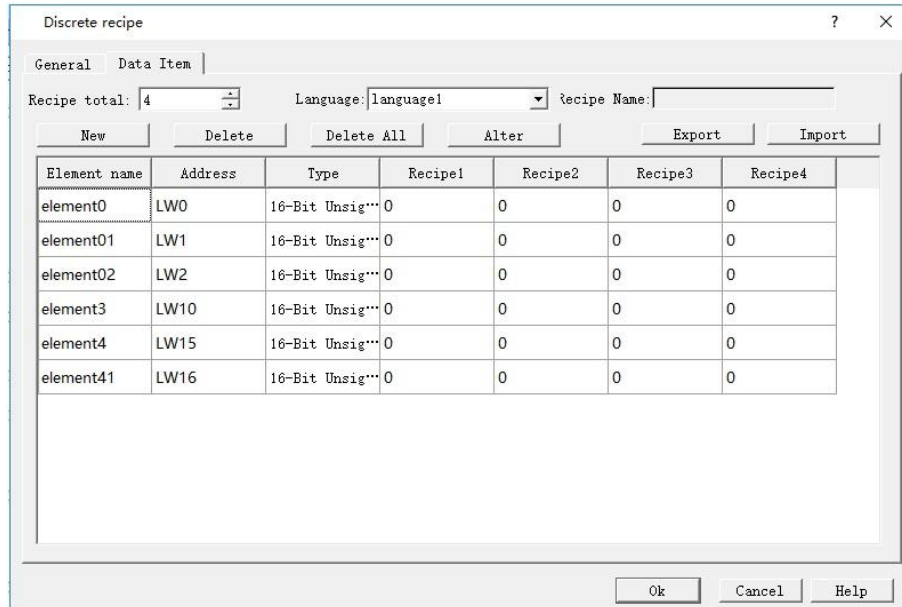 Discrete recipe ? ×
General Data Item
Recipe total: 4 Language: language1 Recipe Name:
New Delete Delete All Alter Export Import
Element name Address Type Recipe1 Recipe2 Recipe3 Recipe4
element0 LW0 16-Bit Unsig… 0 0 0 0
element01 LW1 16-Bit Unsig… 0 0 0 0
element02 LW2 16-Bit Unsig… 0 0 0 0
element3 LW10 16-Bit Unsig… 0 0 0 0
element4 LW15 16-Bit Unsig… 0 0 0 0
element41 LW16 16-Bit Unsig… 0 0 0 0
Ok Cancel Help